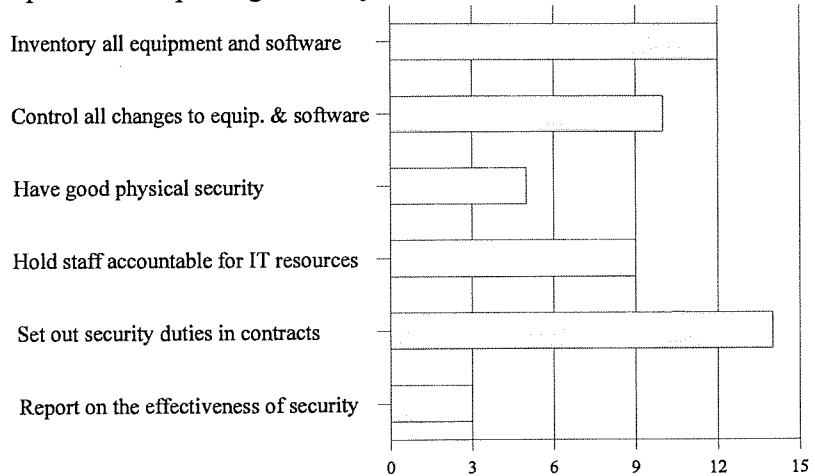 Inventory all equipment and software
Control all changes to equip. & software
Have good physical security
Hold staff accountable for IT resources
Set out security duties in contracts
Report on the effectiveness of security
0 3 6 9 12 15